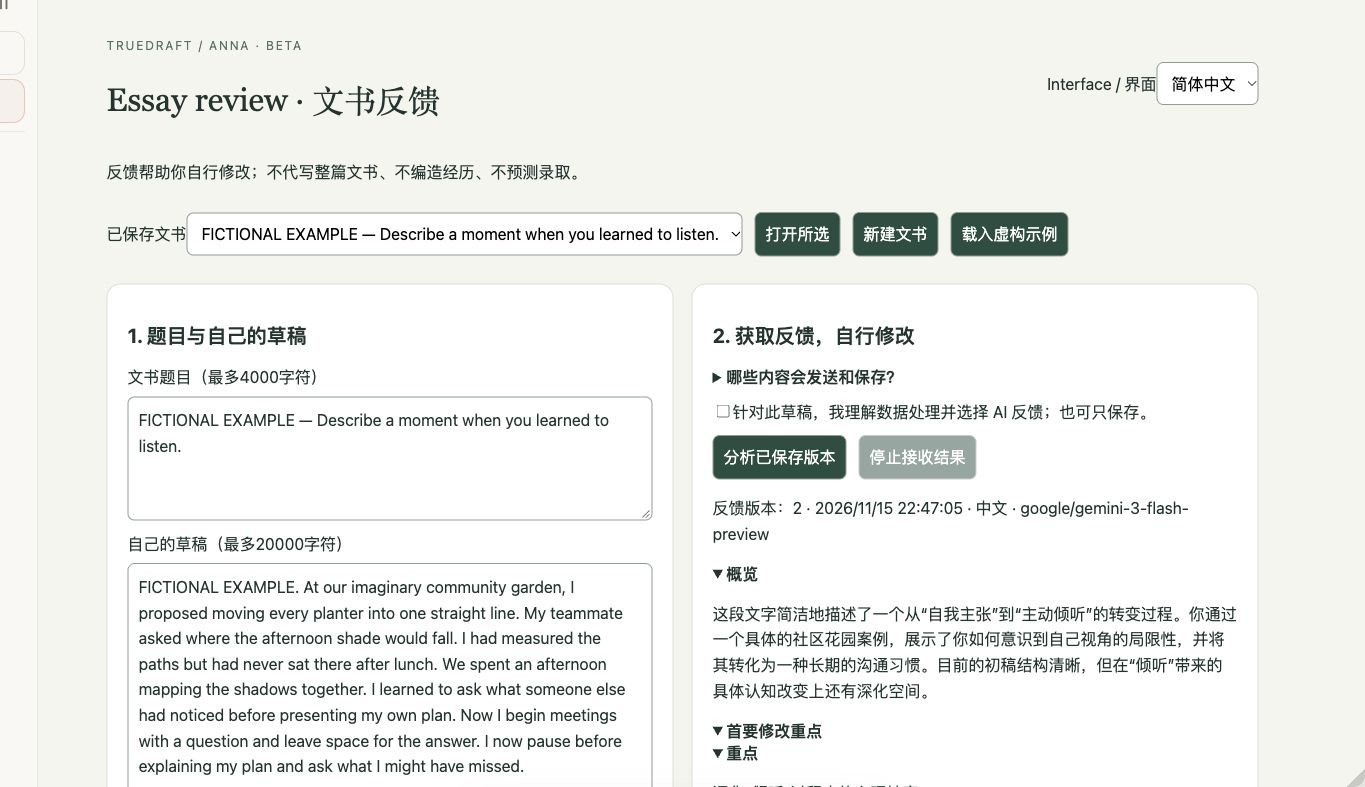 TRUEDRAFT / ANNA · BETA
Essay review · 文书反馈
Interface / 界面 简体中文
反馈帮助你自行修改；不代写整篇文书、不编造经历、不预测录取。
已保存文书 FICTIONAL EXAMPLE — Describe a moment when you learned to listen. 打开所选 新建文书 载入虚构示例
1. 题目与自己的草稿
文书题目（最多4000字符）
FICTIONAL EXAMPLE — Describe a moment when you learned to
listen.
自己的草稿（最多20000字符）
FICTIONAL EXAMPLE. At our imaginary community garden, I
proposed moving every planter into one straight line. My teammate
asked where the afternoon shade would fall. I had measured the
paths but had never sat there after lunch. We spent an afternoon
mapping the shadows together. I learned to ask what someone else
had noticed before presenting my own plan. Now I begin meetings
with a question and leave space for the answer. I now pause before
explaining my plan and ask what I might have missed.
2. 获取反馈，自行修改
哪些内容会发送和保存？
针对此草稿，我理解数据处理并选择 AI 反馈；也可只保存。
分析已保存版本 停止接收结果
反馈版本：2 · 2026/11/15 22:47:05 · 中文 · google/gemini-3-flash-
preview
概览
这段文字简洁地描述了一个从“自我主张”到“主动倾听”的转变过程。你通过
一个具体的社区花园案例，展示了你如何意识到自己视角的局限性，并将
其转化为一种长期的沟通习惯。目前的初稿结构清晰，但在“倾听”带来的
具体认知改变上还有深化空间。
首要修改重点
重点